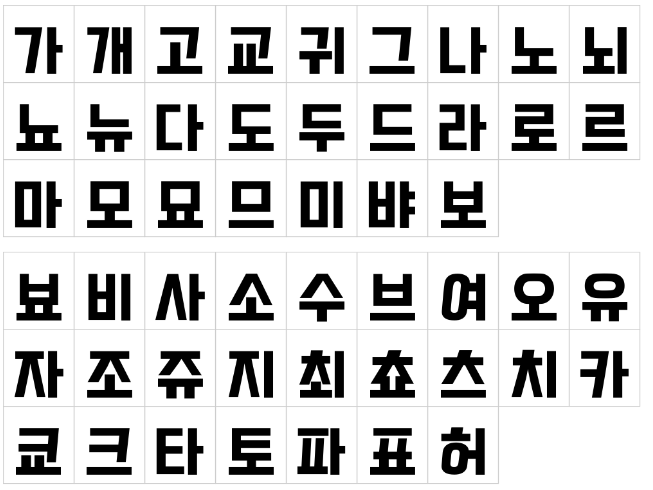 가 개 고 교 귀 그 나 노 뇌
뇨 뉴 다 도 두 드 라 로 르
마 모 묘 므 미 뱌 보
뵤 비 사 소 수 브 여 오 유
자 조 쥬 지 최 쵸 츠 치 카
쿄 크 타 토 파 표 허